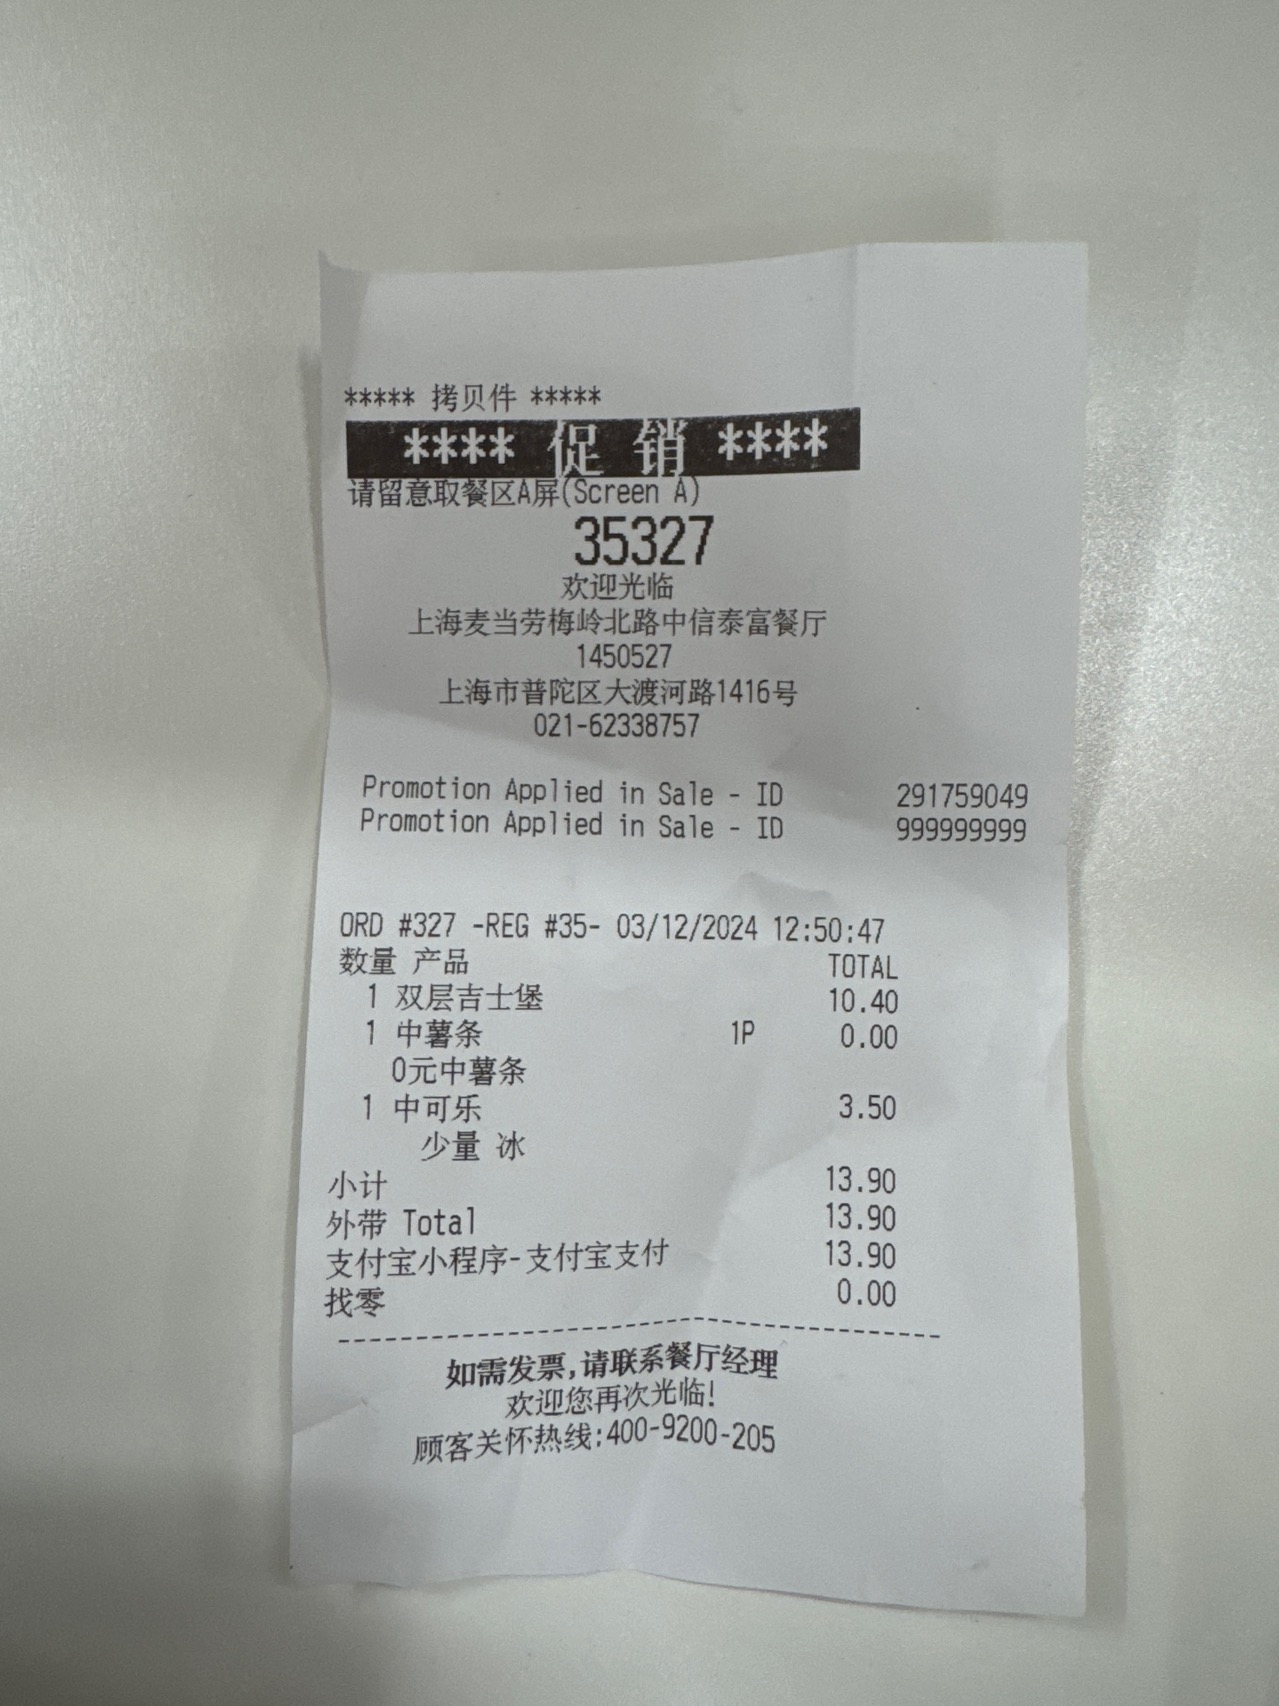 ***** 拷贝件 *****
**** 促 销 ****
请留意取餐区A屏(Screen A)
35327
欢迎光临
上海麦当劳梅岭北路中信泰富餐厅
1450527
上海市普陀区大渡河路1416号
021-62338757
Promotion Applied in Sale - ID 291759049
Promotion Applied in Sale - ID 999999999
ORD #327 -REG #35- 03/12/2024 12:50:47
数量 产品 TOTAL
1 双层吉士堡 10.40
1 中薯条 1P 0.00
0元中薯条
1 中可乐 3.50
少量 冰
小计 13.90
外带 Total 13.90
支付宝小程序-支付宝支付 13.90
找零 0.00
如需发票,请联系餐厅经理
欢迎您再次光临!
顾客关怀热线:400-9200-205